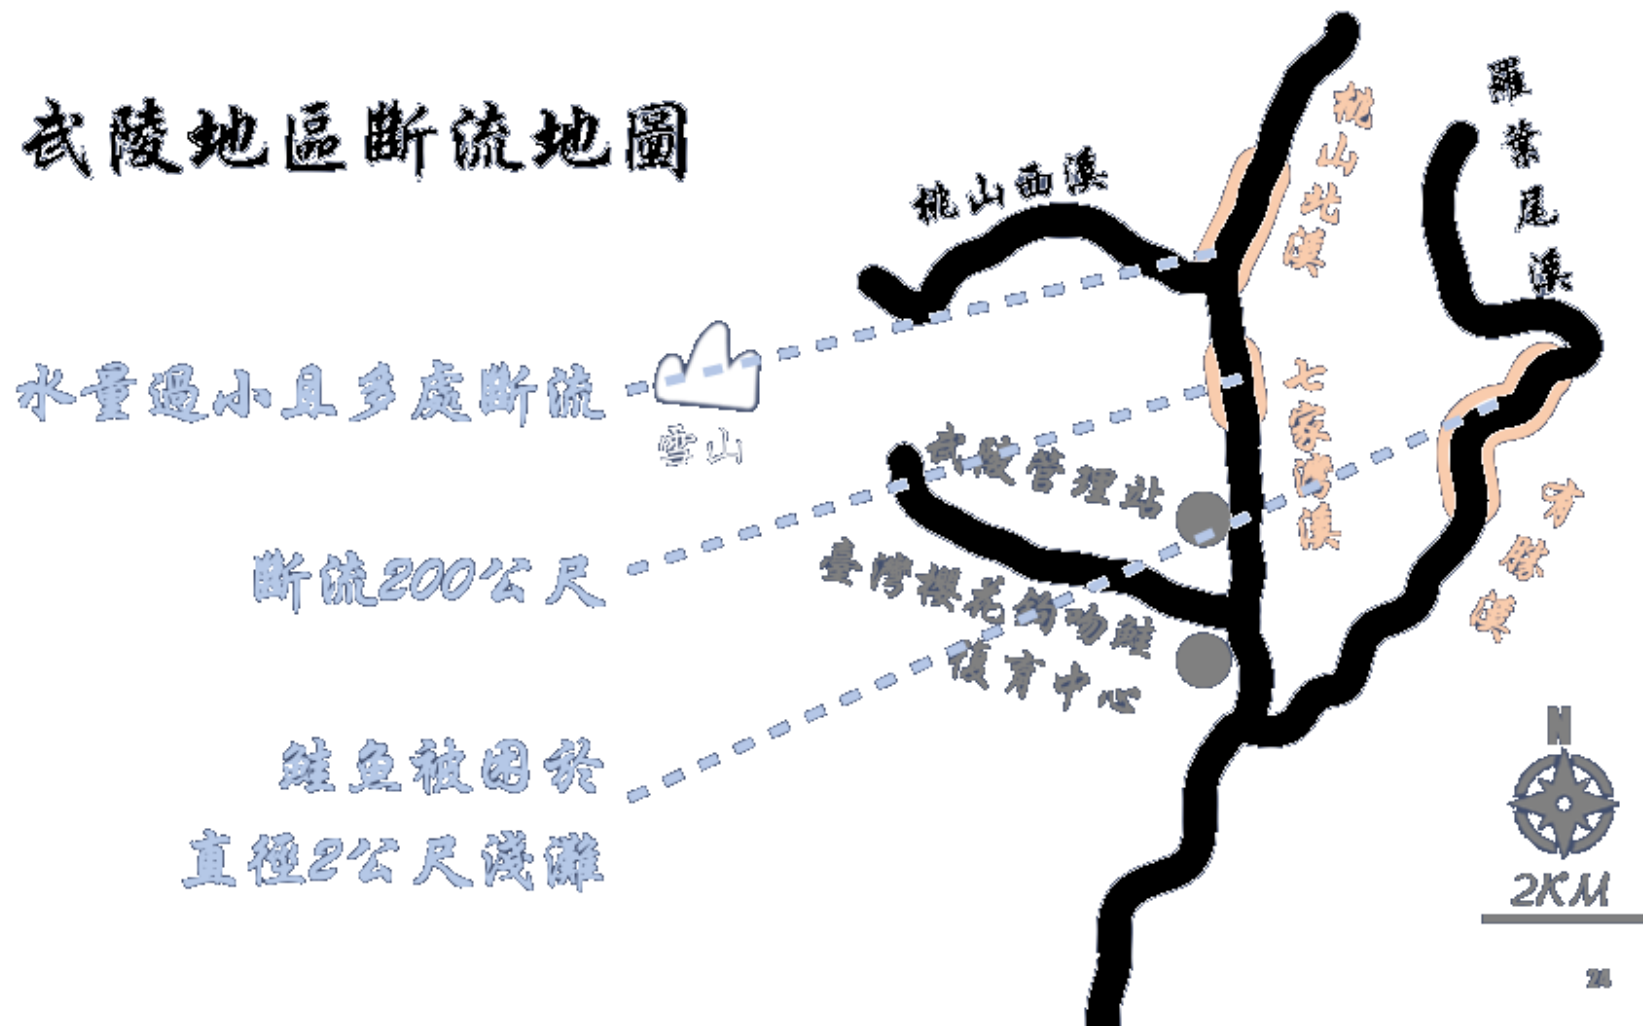 武陵地區斷流地圖
桃山西溪
桃山北溪
羅葉尾溪
水量過小且多處斷流
雪山
七家灣溪
武陵管理站
有勝溪
斷流200公尺
臺灣櫻花鉤吻鮭
復育中心
鮭魚被困於
直徑2公尺淺灘
N
2KM
24